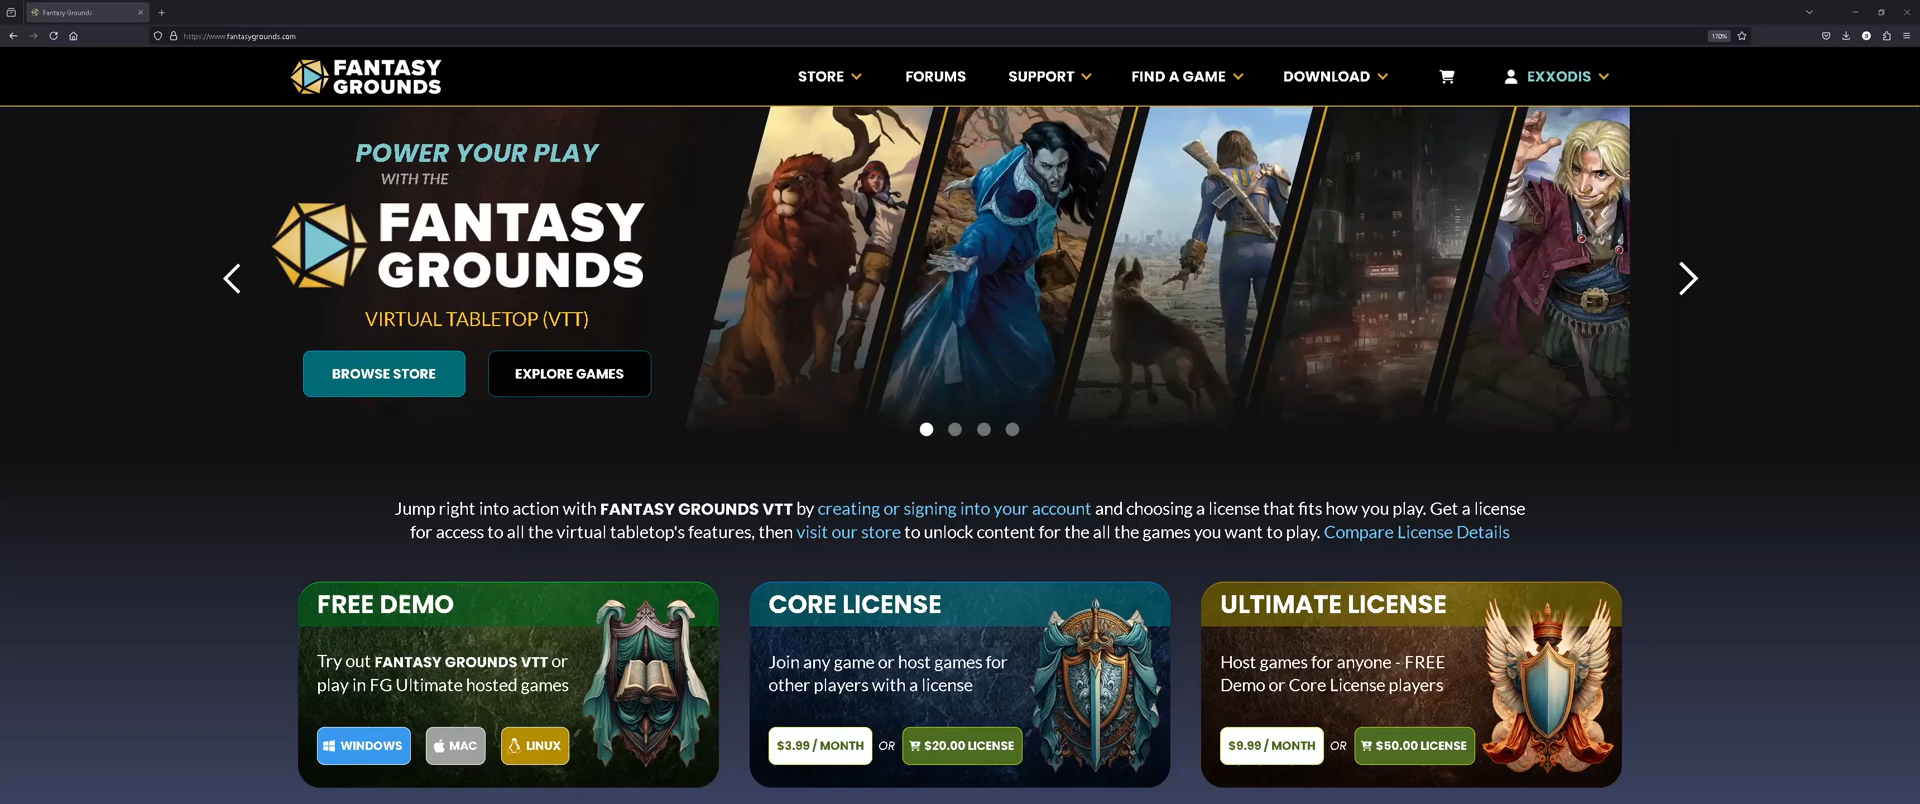 Fantasy Grounds
https://www.fantasygrounds.com
170%
FANTASY
GROUNDS
STORE
FORUMS
SUPPORT
FIND A GAME
DOWNLOAD
EXXODIS
POWER YOUR PLAY
WITH THE
FANTASY
GROUNDS
VIRTUAL TABLETOP (VTT)
BROWSE STORE
EXPLORE GAMES
Jump right into action with FANTASY GROUNDS VTT by creating or signing into your account and choosing a license that fits how you play. Get a license
for access to all the virtual tabletop's features, then visit our store to unlock content for the all the games you want to play. Compare License Details
FREE DEMO
Try out FANTASY GROUNDS VTT or
play in FG Ultimate hosted games
WINDOWS
MAC
LINUX
CORE LICENSE
Join any game or host games for
other players with a license
$3.99 / MONTH OR $20.00 LICENSE
ULTIMATE LICENSE
Host games for anyone - FREE
Demo or Core License players
$9.99 / MONTH OR $50.00 LICENSE